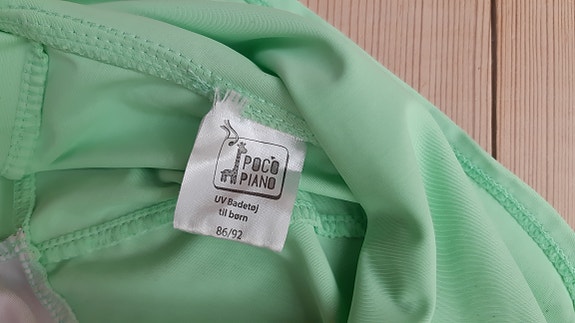 POCO
PIANO
UV Badetøj
til børn
86/92